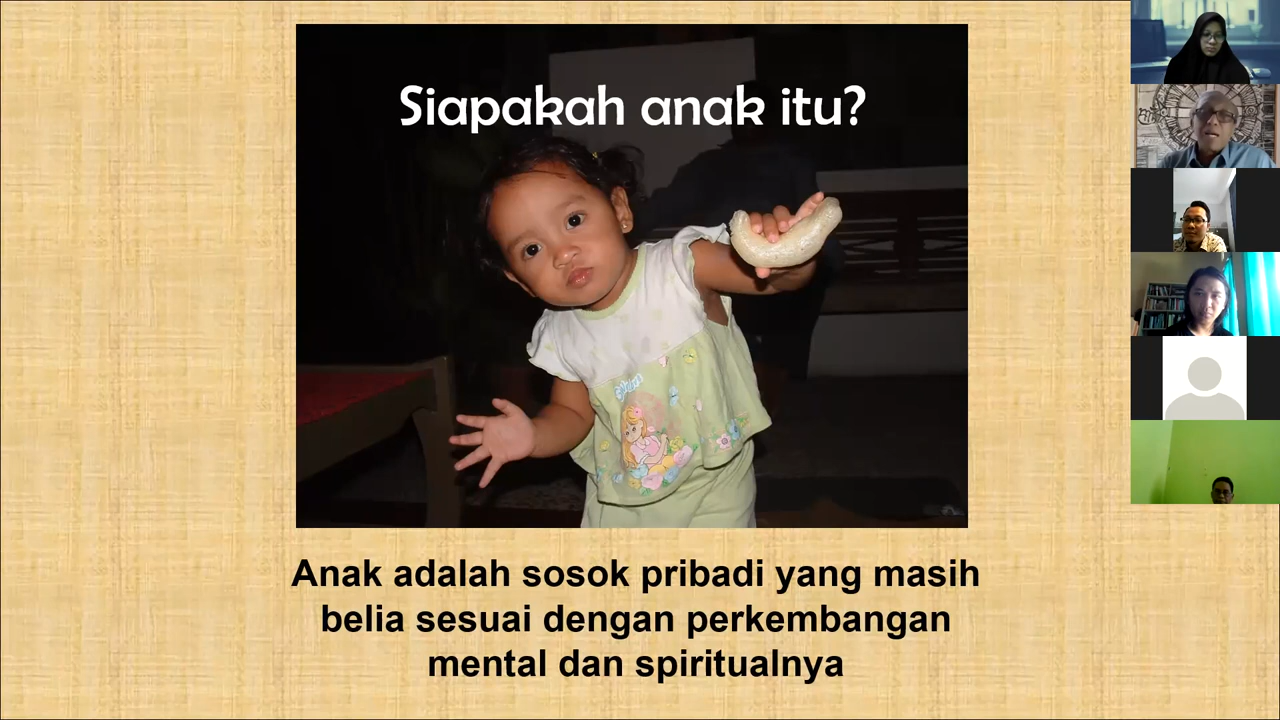 Siapakah anak itu?
Anak adalah sosok pribadi yang masih
belia sesuai dengan perkembangan
mental dan spiritualnya